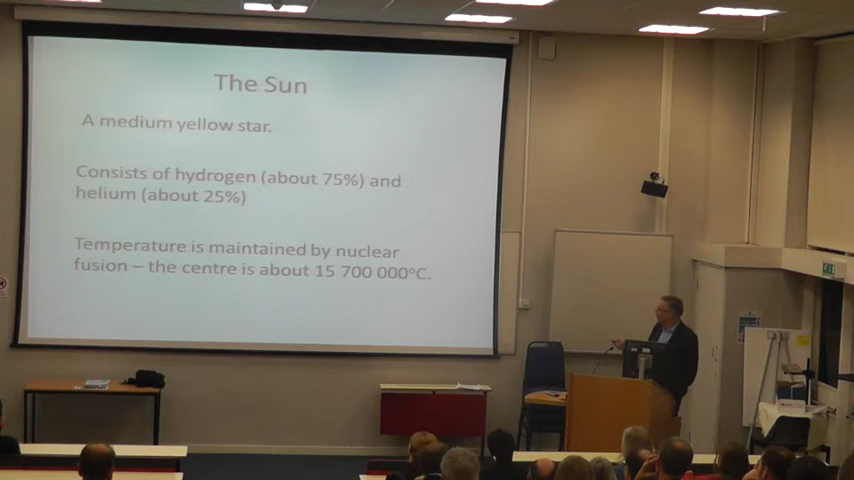 The Sun
A medium yellow star.
Consists of hydrogen (about 75%) and
helium (about 25%)
Temperature is maintained by nuclear
fusion – the centre is about 15 700 000ºC.